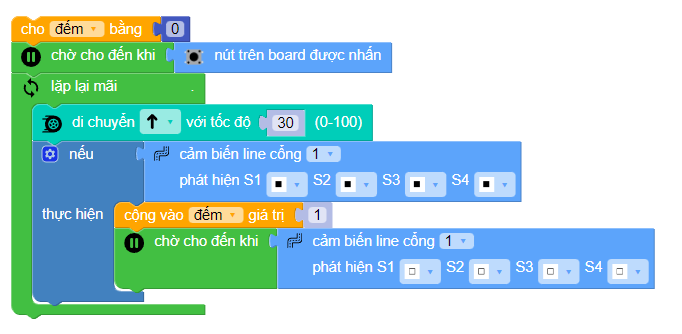 cho đếm bằng 0
chờ cho đến khi nút trên board được nhấn
lặp lại mãi .
di chuyển với tốc độ 30 (0-100)
nếu cảm biến line cổng 1
phát hiện S1 S2 S3 S4
thực hiện cộng vào đếm giá trị 1
chờ cho đến khi cảm biến line cổng 1
phát hiện S1 S2 S3 S4